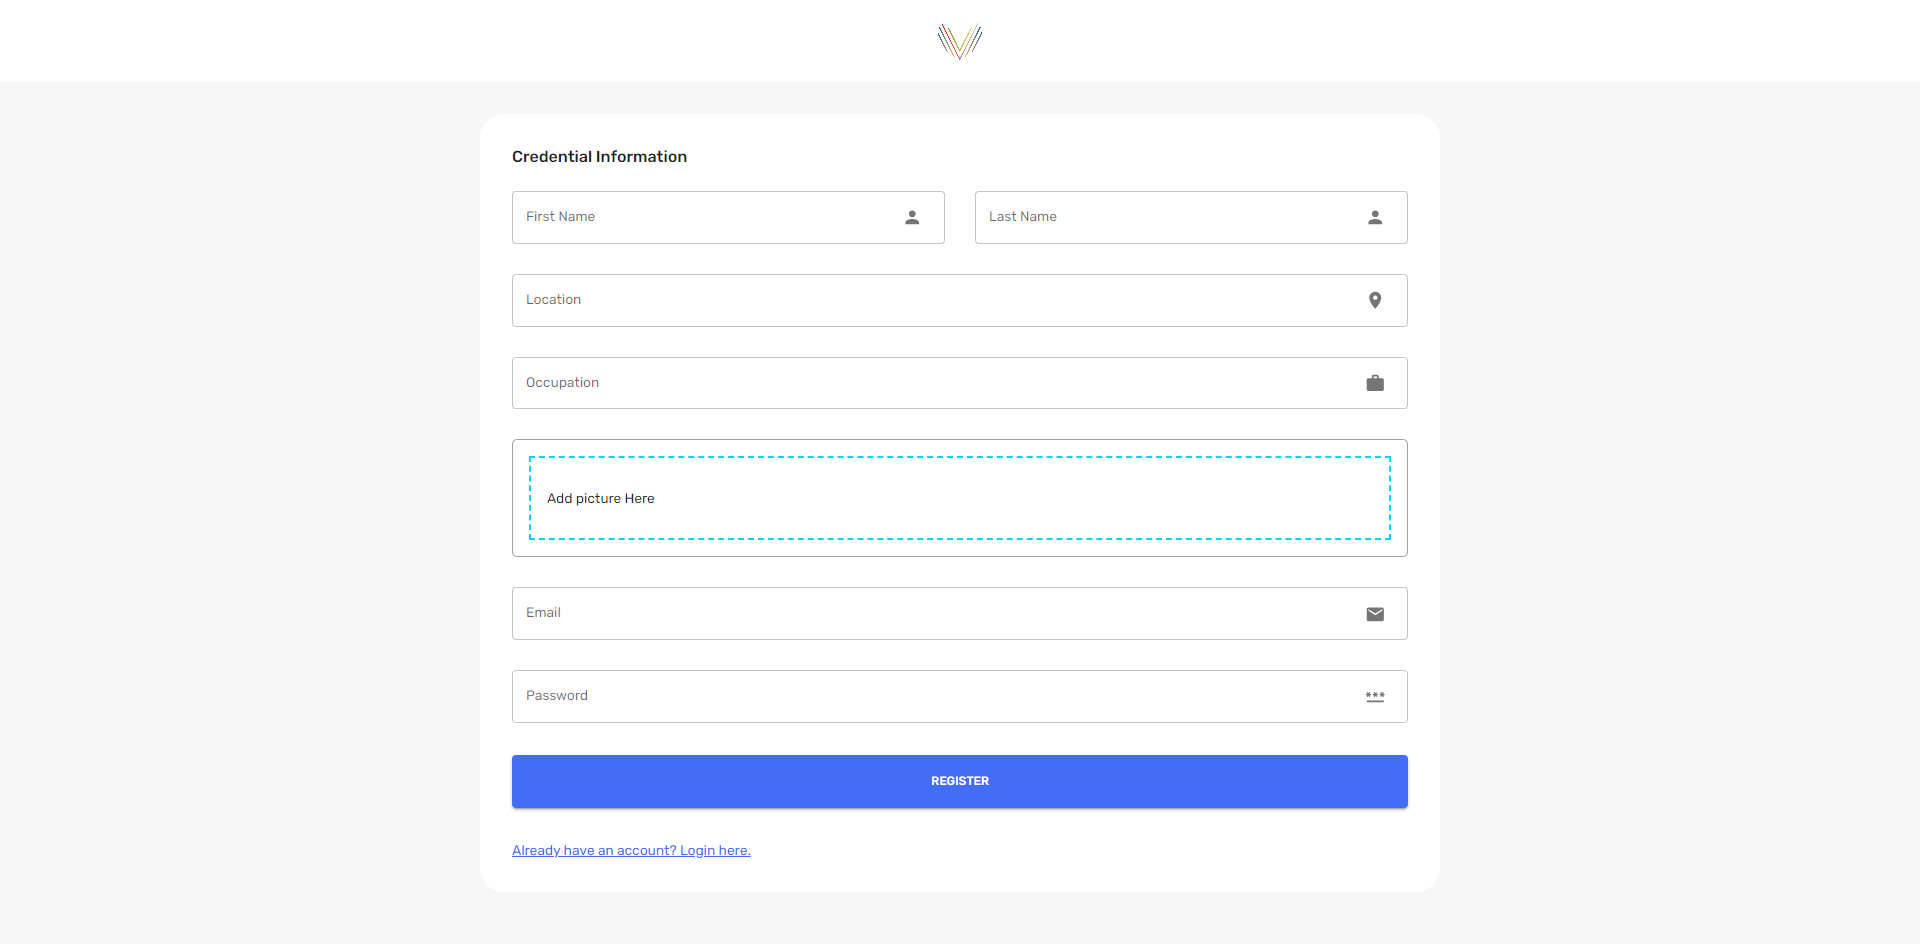 Credential Information
First Name
Last Name
Location
Occupation
Add picture Here
Email
Password
REGISTER
Already have an account? Login here.